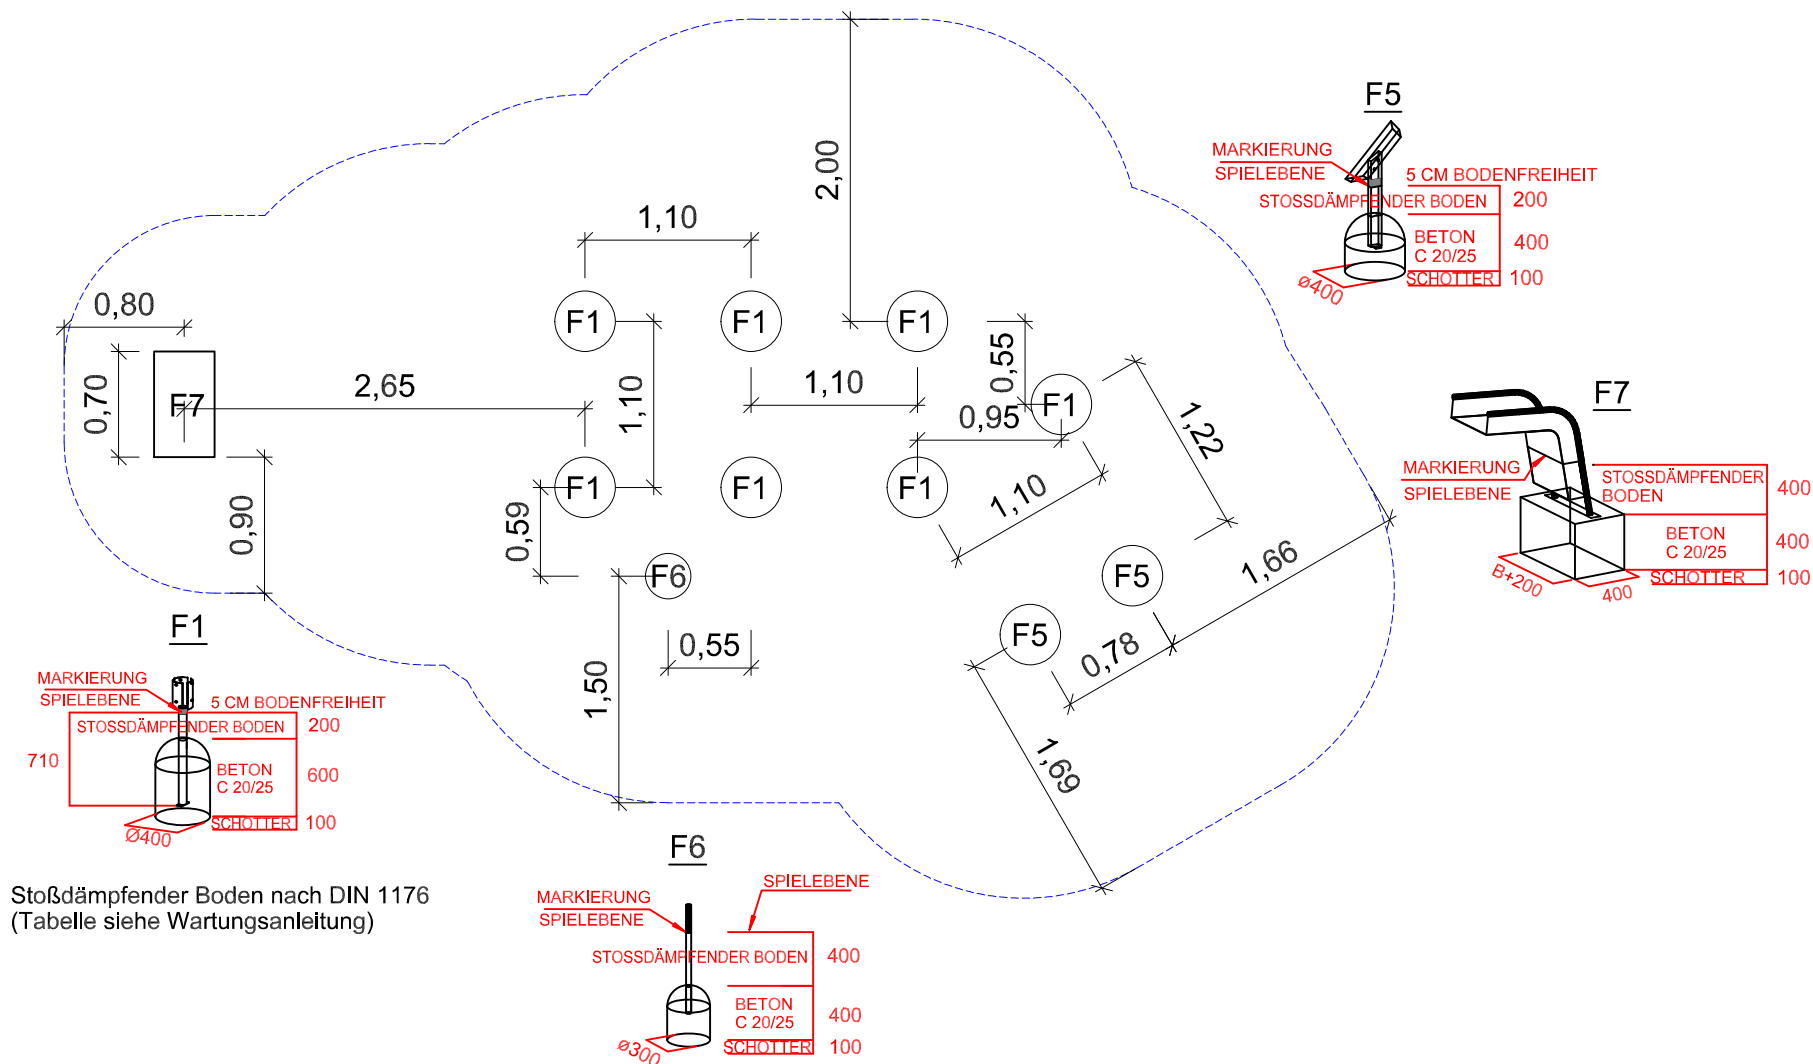 2,00
1,10
0,80
F1
F1
F1
0,55
0,70
F7
2,65
1,10
1,10
0,95
F1
1,22
0,90
F1
F1
F1
1,10
0,59
F6
F5
1,66
F5
0,55
0,78
1,50
1,69
F5
MARKIERUNG
SPIELEBENE
5 CM BODENFREIHEIT
STOSSDÄMPFENDER BODEN
200
BETON
C 20/25
400
SCHOTTER
100
ø400
F7
MARKIERUNG
SPIELEBENE
STOSSDÄMPFENDER
BODEN
400
BETON
C 20/25
400
SCHOTTER
100
B+200
400
F1
MARKIERUNG
SPIELEBENE
5 CM BODENFREIHEIT
STOSSDÄMPFENDER BODEN
200
710
BETON
C 20/25
600
SCHOTTER
100
Ø400
Stoßdämpfender Boden nach DIN 1176
(Tabelle siehe Wartungsanleitung)
F6
SPIELEBENE
MARKIERUNG
SPIELEBENE
STOSSDÄMPFENDER BODEN
400
BETON
C 20/25
400
SCHOTTER
100
ø300